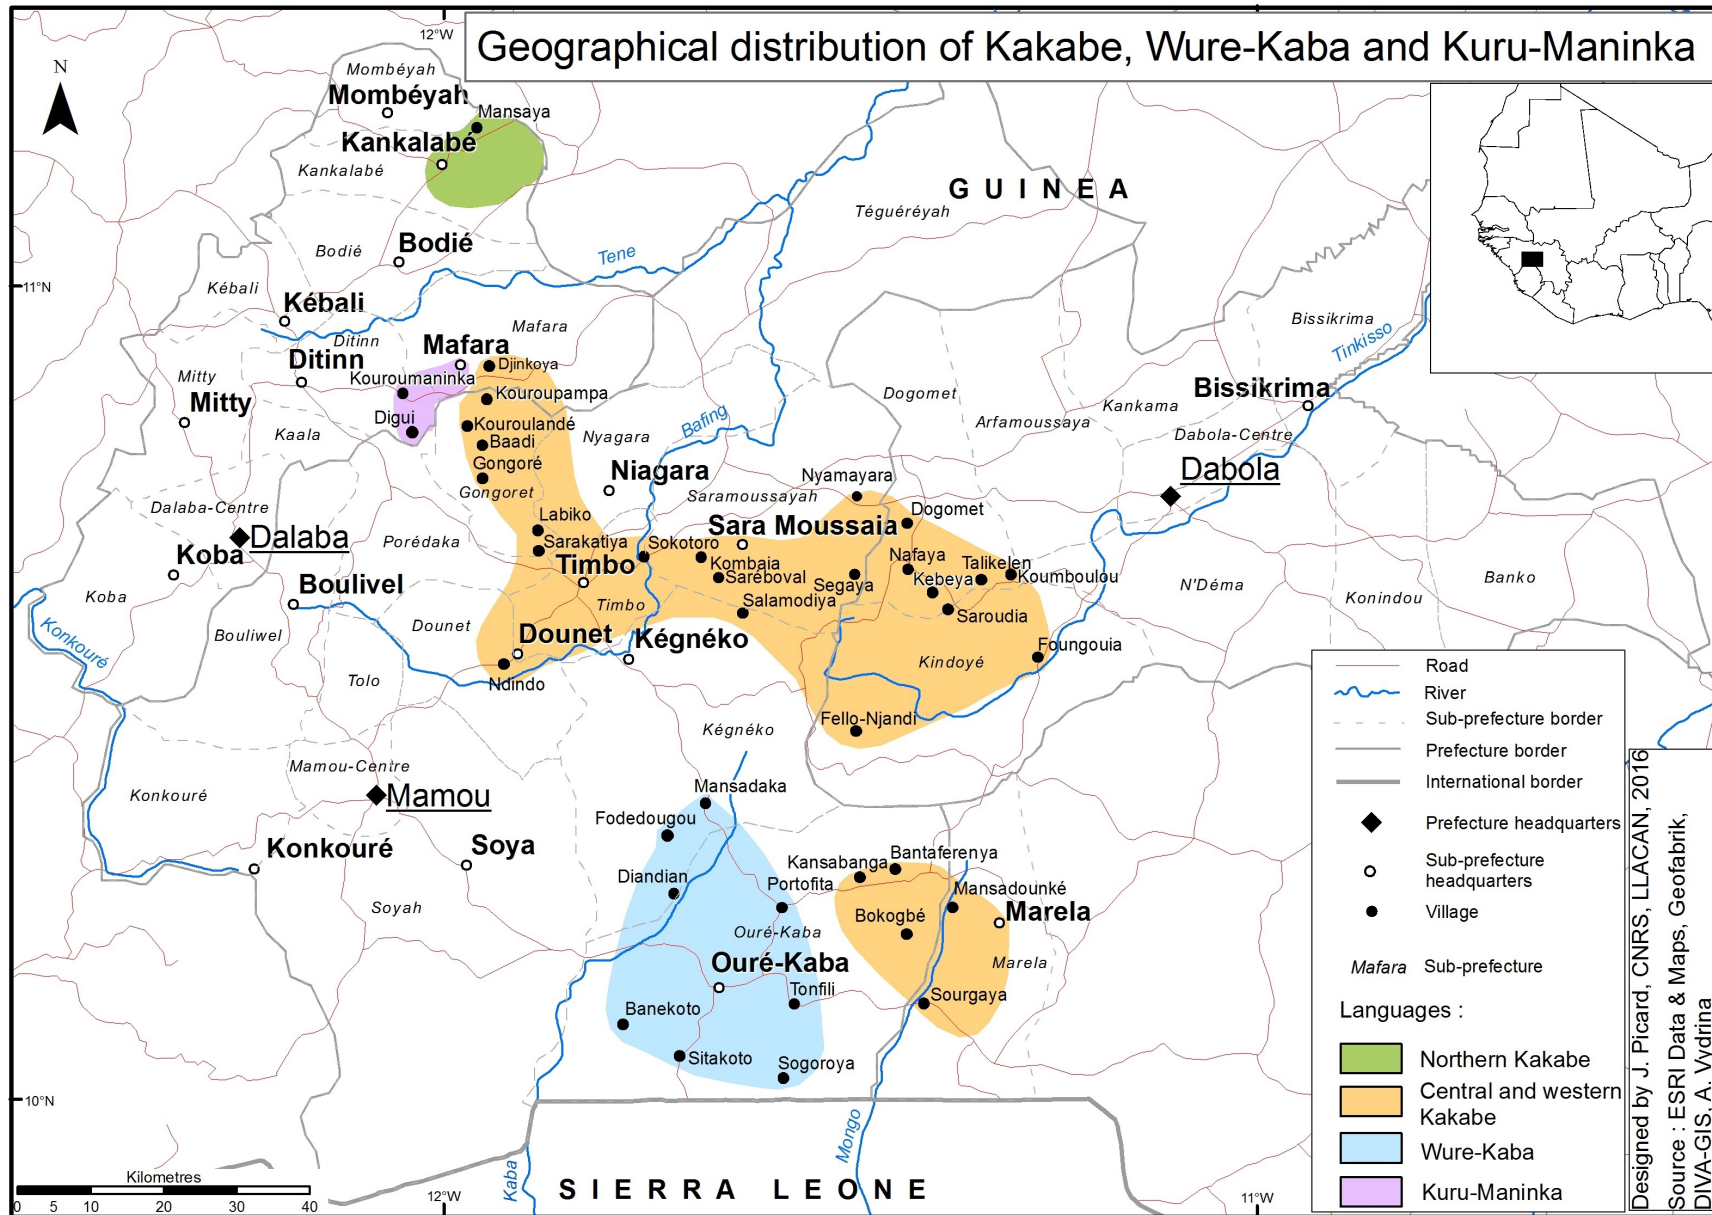 Geographical distribution of Kakabe, Wure-Kaba and Kuru-Maninka
12°W
N
Mombéyah
Mombéyah
Mansaya
Kankalabé
Kankalabé
GUINEA
Téguéréyah
Bodié
Bodié
Tene
11°N
Kébali
Kébali
Mafara
Ditinn
Mafara
Ditinn
Djinkoya
Bissikrima
Tinkisso
Mitty
Kouroumaninka
Kouroupampa
Mitty
Digui
Kouroulandé
Bafing
Dogomet
Kankama
Bissikrima
Kaala
Baadi
Nyagara
Arfamoussaya
Dabola-Centre
Gongoré
Niagara
Nyamayara
Dabola
Gongoret
Saramoussayah
Dalaba-Centre
Labiko
Sara Moussaia
Dogomet
Dalaba
Porédaka
Sarakatiya
Sokotoro
Koba
Timbo
Kombaia
Nafaya
Talikelen
Boulivel
Saréboval
Segaya
Kebeya
Koumboulou
N'Déma
Banko
Koba
Timbo
Salamodiya
Saroudia
Konindou
Konkouré
Bouliwel
Dounet
Dounet
Kégnéko
Kindoyé
Foungouia
Tolo
Ndindo
Fello-Njandi
Kégnéko
Mamou-Centre
Konkouré
Mamou
Mansadaka
Fodedougou
Konkouré
Soya
Kansabanga
Bantaferenya
Diandian
Portofita
Mansadounké
Soyah
Bokogbé
Marela
Ouré-Kaba
Ouré-Kaba
Marela
Tonfili
Sourgaya
Banekoto
Sitakoto
Sogoroya
10°N
Mongo
Kaba
SIERRA LEONE
Kilometres
0 5 10 20 30 40
12°W
11°W
Road
River
Sub-prefecture border
Prefecture border
International border
Prefecture headquarters
Sub-prefecture
headquarters
Village
Mafara Sub-prefecture
Languages :
Northern Kakabe
Central and western
Kakabe
Wure-Kaba
Kuru-Maninka
Designed by J. Picard, CNRS, LLACAN, 2016
Source : ESRI Data & Maps, Geofabrik,
DIVA-GIS, A. Vydrina